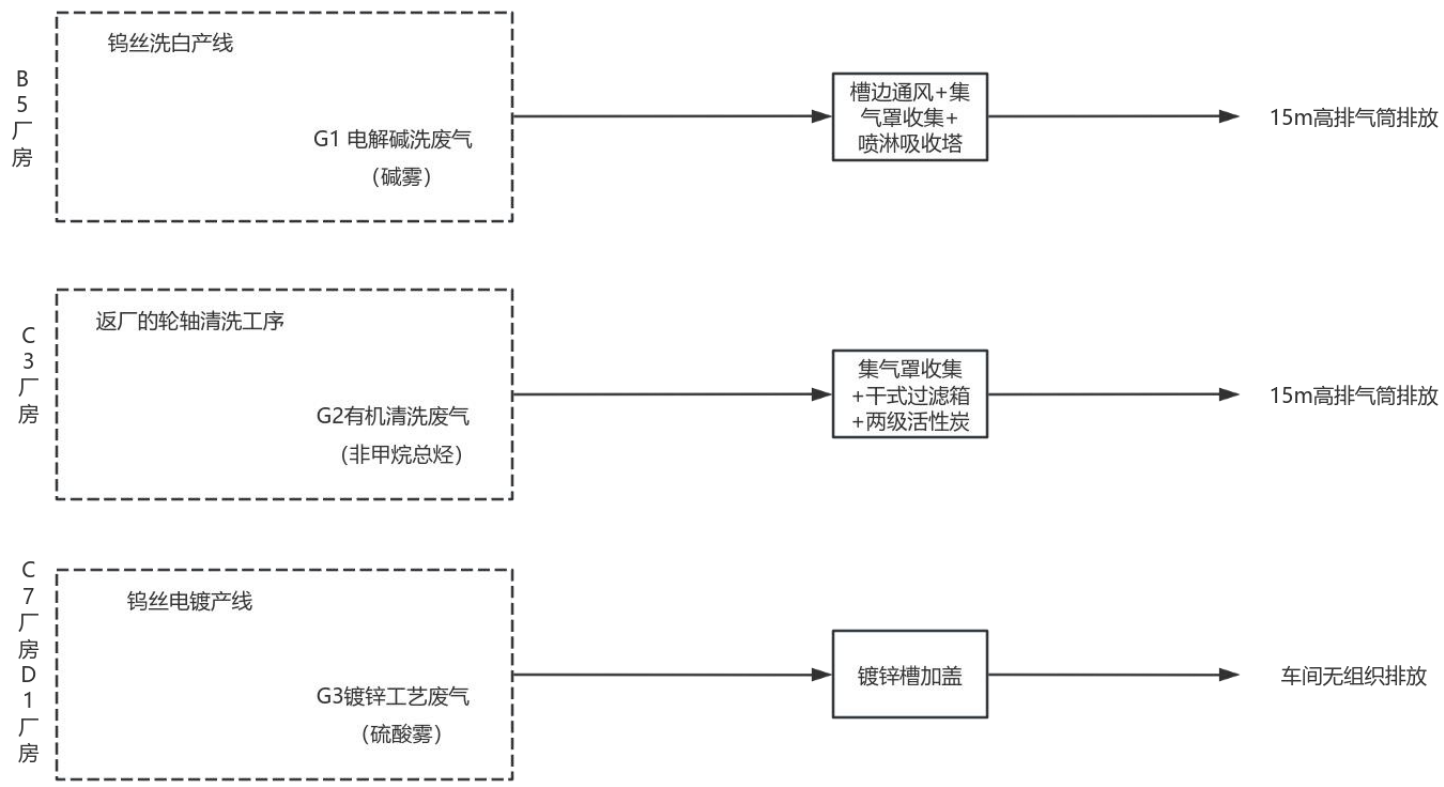 B5厂房
钨丝洗白产线
G1 电解碱洗废气
（碱雾）
槽边通风+集
气罩收集+
喷淋吸收塔
15m高排气筒排放
C3厂房
返厂的轮轴清洗工序
G2有机清洗废气
（非甲烷总烃）
集气罩收集
+干式过滤箱
+两级活性炭
15m高排气筒排放
C7厂房D1厂房
钨丝电镀产线
G3镀锌工艺废气
（硫酸雾）
镀锌槽加盖
车间无组织排放